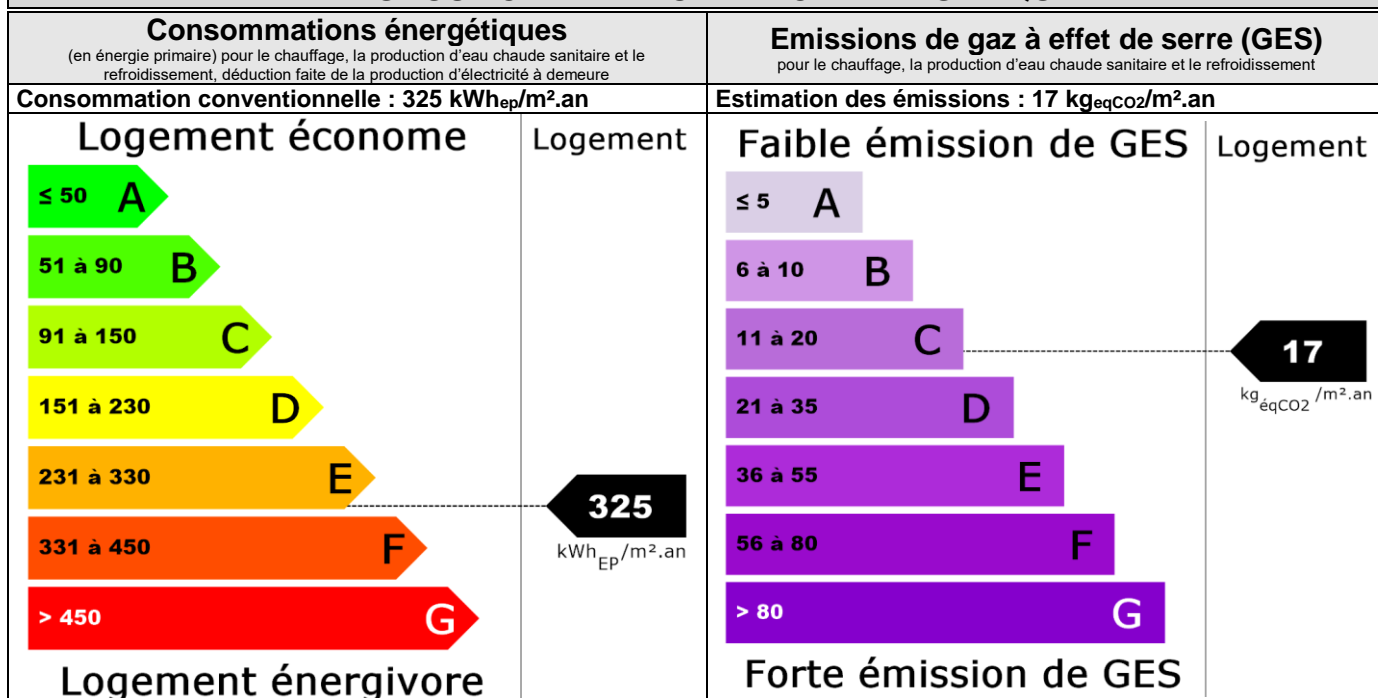 Consommations énergétiques
(en énergie primaire) pour le chauffage, la production d'eau chaude sanitaire et le
refroidissement, déduction faite de la production d'électricité à demeure
Consommation conventionnelle : 325 kWhep/m².an
Logement économe
Logement
≤ 50 A
51 à 90 B
91 à 150 C
151 à 230 D
231 à 330 E
325
kWhEP/m².an
331 à 450 F
> 450 G
Logement énergivore
Emissions de gaz à effet de serre (GES)
pour le chauffage, la production d'eau chaude sanitaire et le refroidissement
Estimation des émissions : 17 kgeqCO2/m².an
Faible émission de GES
Logement
≤ 5 A
6 à 10 B
11 à 20 C
17
kgéqCO2/m².an
21 à 35 D
36 à 55 E
56 à 80 F
> 80 G
Forte émission de GES